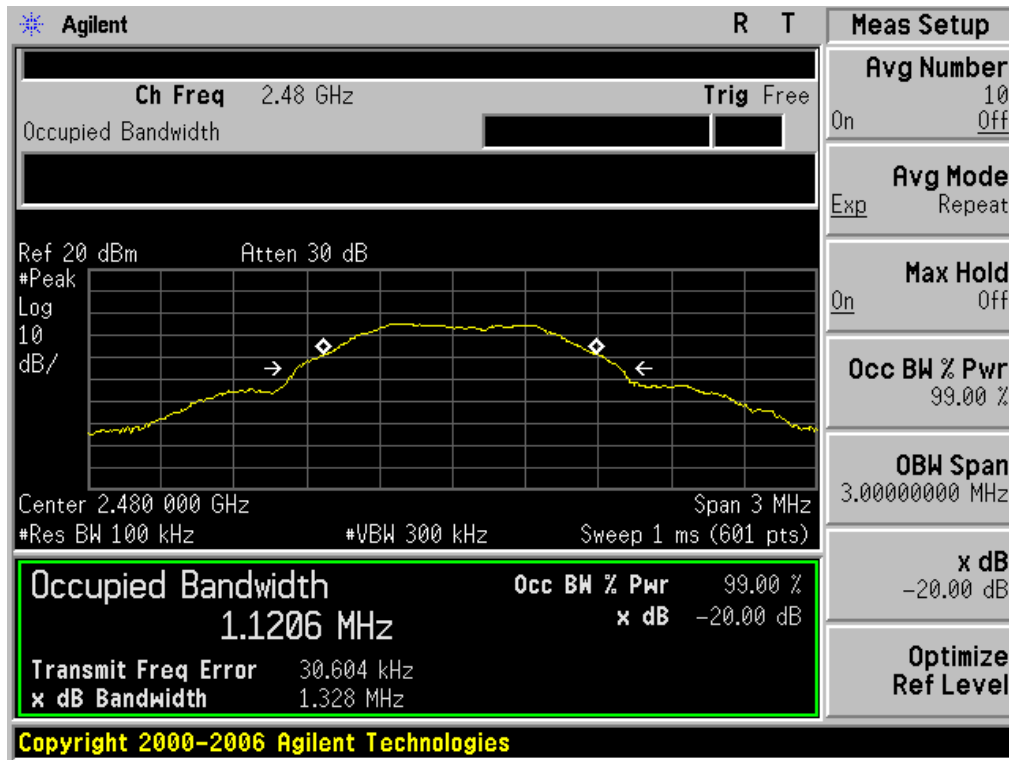 Agilent R T Meas Setup
Avg Number
10
On Off
Ch Freq 2.48 GHz Trig Free
Occupied Bandwidth
Avg Mode
Exp Repeat
Ref 20 dBm Atten 30 dB
#Peak
Log
10
dB/
Max Hold
On Off
Occ BW % Pwr
99.00 %
OBW Span
3.00000000 MHz
Center 2.480 000 GHz Span 3 MHz
#Res BW 100 kHz #VBW 300 kHz Sweep 1 ms (601 pts)
Occupied Bandwidth Occ BW % Pwr 99.00 %
1.1206 MHz x dB -20.00 dB
Transmit Freq Error 30.604 kHz
x dB Bandwidth 1.328 MHz
x dB
-20.00 dB
Optimize
Ref Level
Copyright 2000-2006 Agilent Technologies